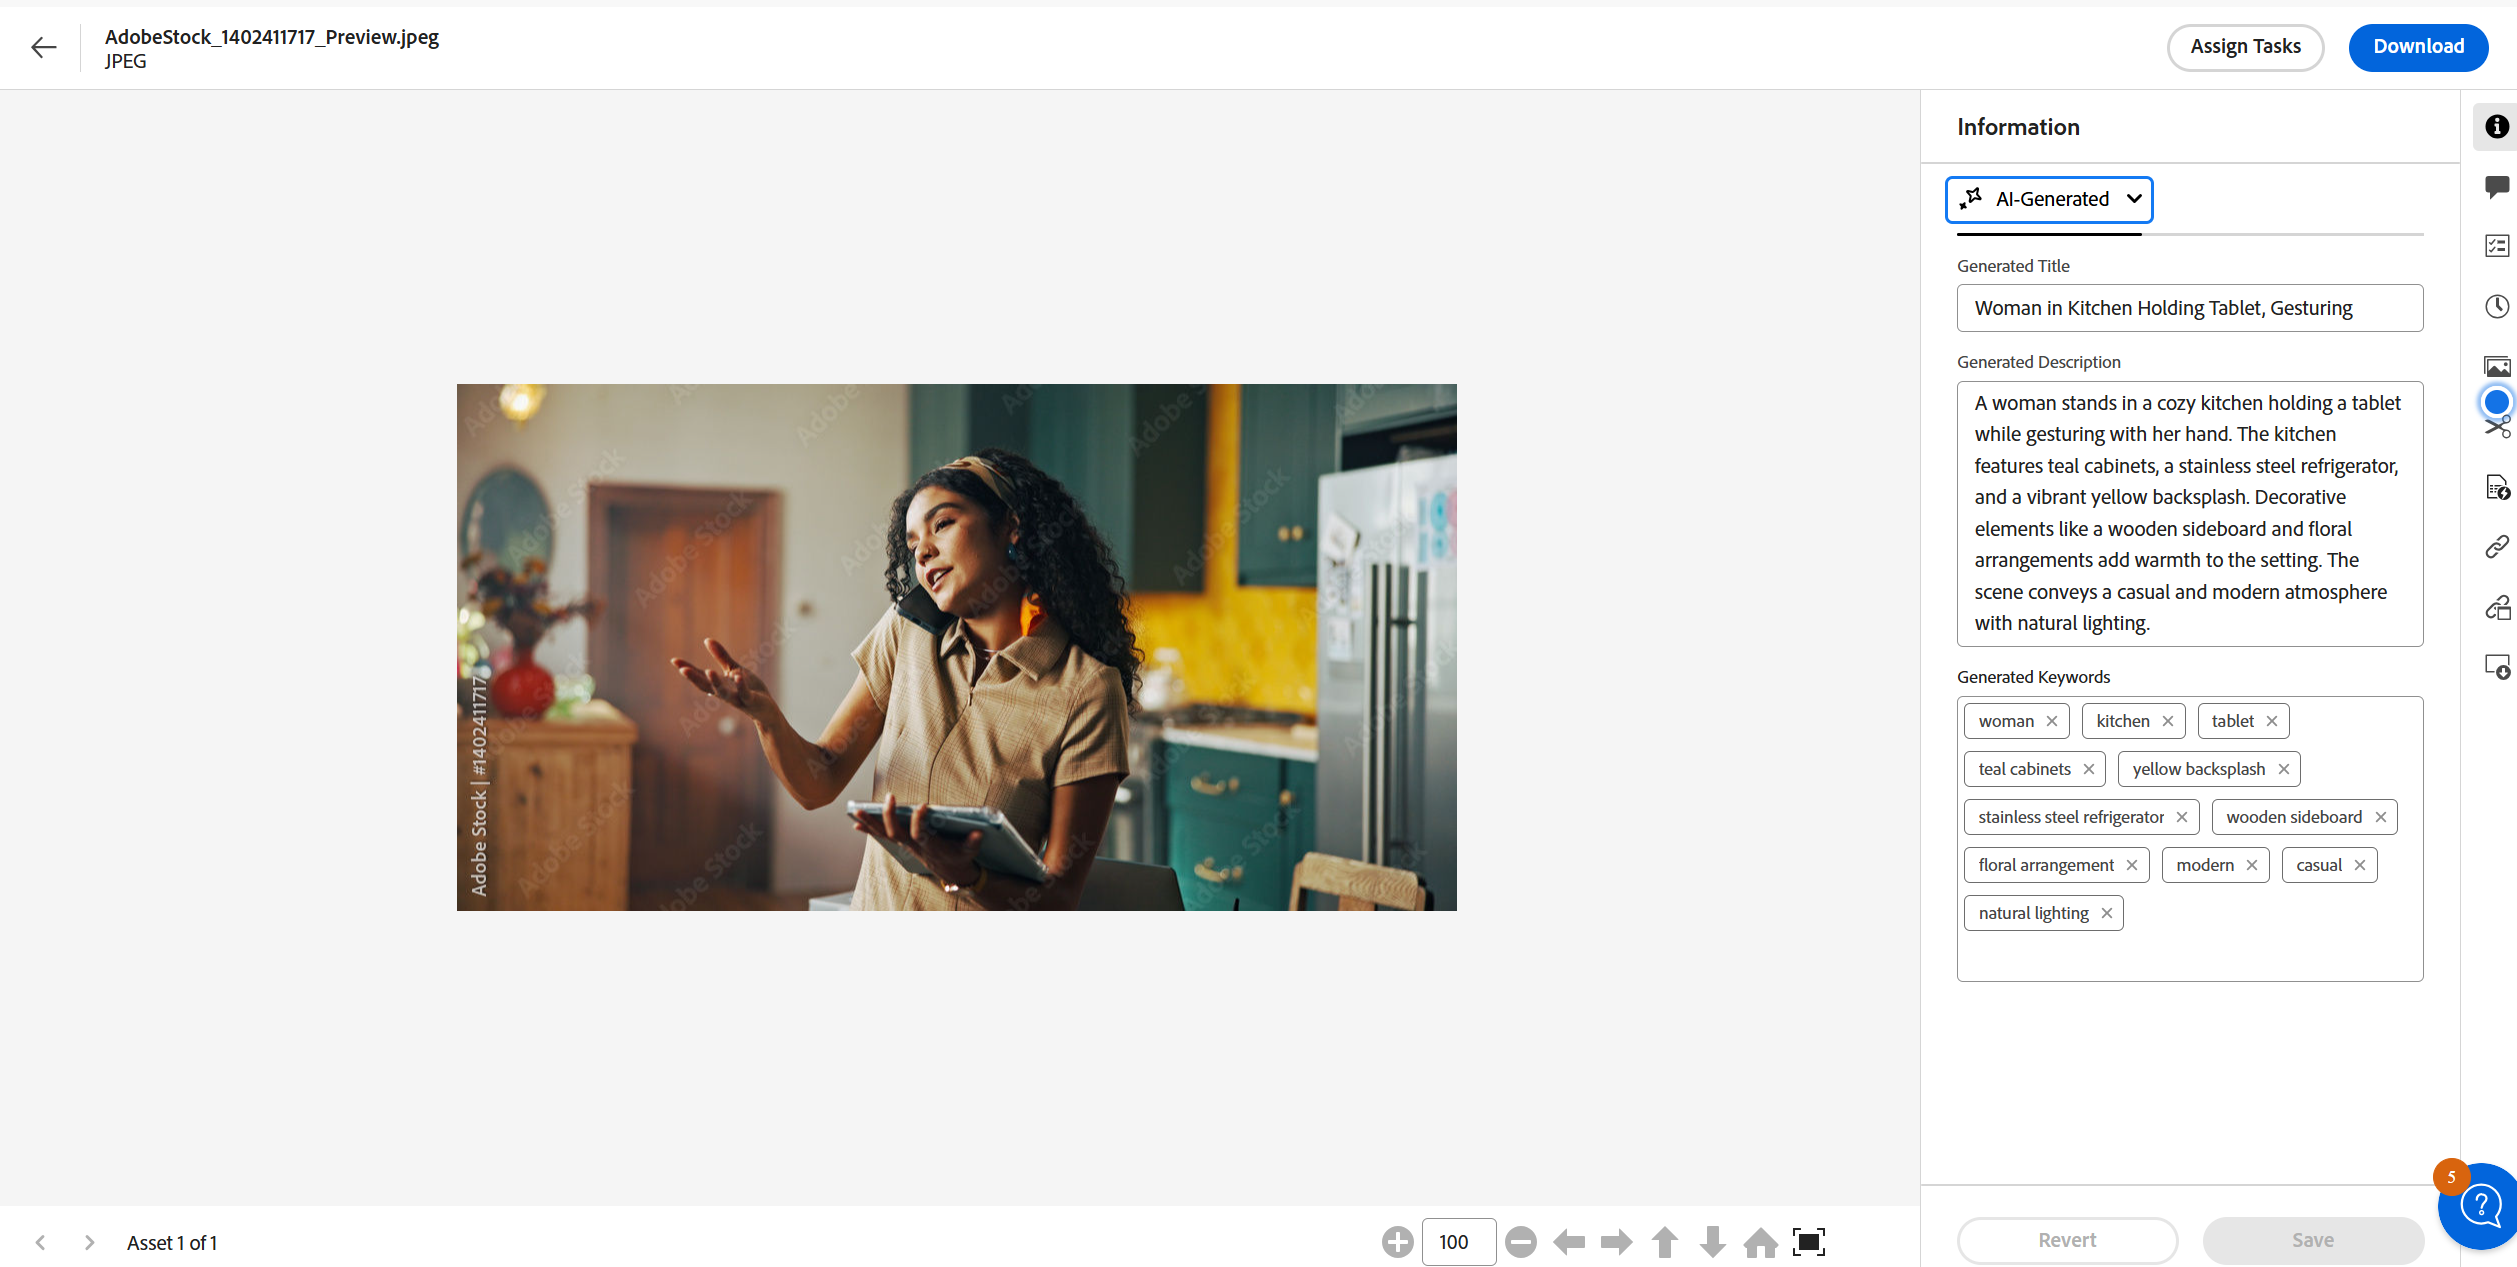 AdobeStock_1402411717_Preview.jpeg
JPEG
Assign Tasks
Download
Information
AI-Generated
Generated Title
Woman in Kitchen Holding Tablet, Gesturing
Generated Description
A woman stands in a cozy kitchen holding a tablet
while gesturing with her hand. The kitchen
features teal cabinets, a stainless steel refrigerator,
and a vibrant yellow backsplash. Decorative
elements like a wooden sideboard and floral
arrangements add warmth to the setting. The
scene conveys a casual and modern atmosphere
with natural lighting.
Generated Keywords
woman
kitchen
tablet
teal cabinets
yellow backsplash
stainless steel refrigerator
wooden sideboard
floral arrangement
modern
casual
natural lighting
Adobe Stock | #1402411717
Adobe Stock
Asset 1 of 1
100
Revert
Save
5
?